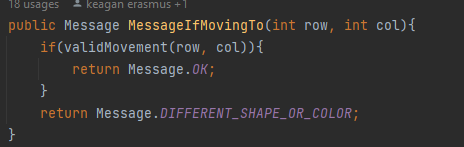 18 usages keagan erasmus +1
public Message MessageIfMovingTo(int row, int col){
    if(validMovement(row, col)){
        return Message.OK;
    }
    return Message.DIFFERENT_SHAPE_OR_COLOR;
}